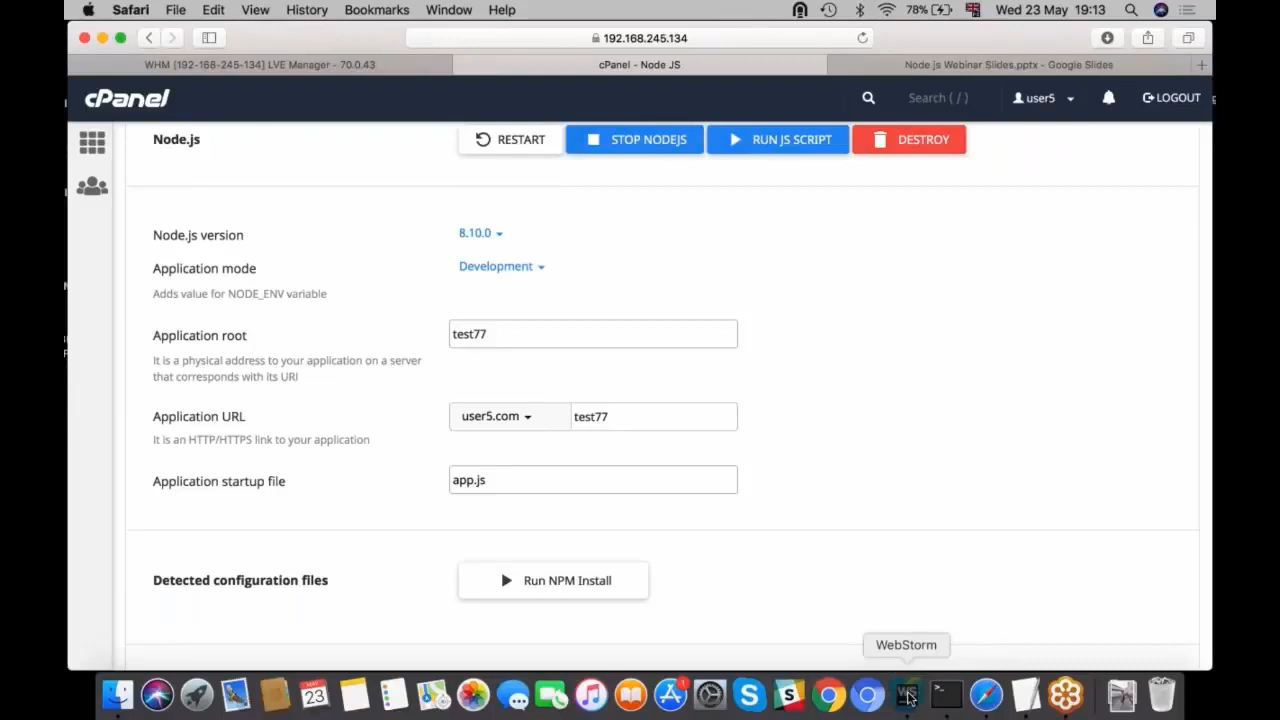 Safari File Edit View History Bookmarks Window Help 78% Wed 23 May 19:13
192.168.245.134
WHM [192-168-245-134] LVE Manager - 70.0.43 cPanel - Node JS Node.js Webinar Slides.pptx - Google Slides +
cPanel Search ( / ) user5 LOGOUT
Node.js RESTART STOP NODEJS RUN JS SCRIPT DESTROY
Node.js version 8.10.0
Application mode Development
Adds value for NODE_ENV variable
Application root test77
It is a physical address to your application on a server
that corresponds with its URI
Application URL user5.com test77
It is an HTTP/HTTPS link to your application
Application startup file app.js
Detected configuration files Run NPM Install
WebStorm
MAY
23
1
WS